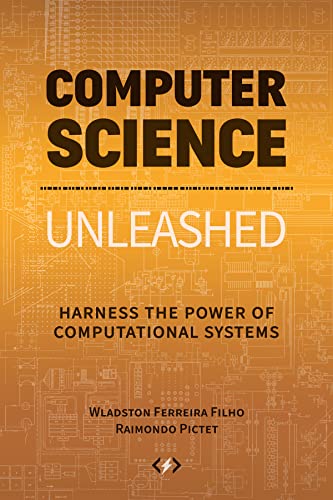 COMPUTER
SCIENCE
UNLEASHED
HARNESS THE POWER OF
COMPUTATIONAL SYSTEMS
WLADSTON FERREIRA FILHO
RAIMONDO PICTET